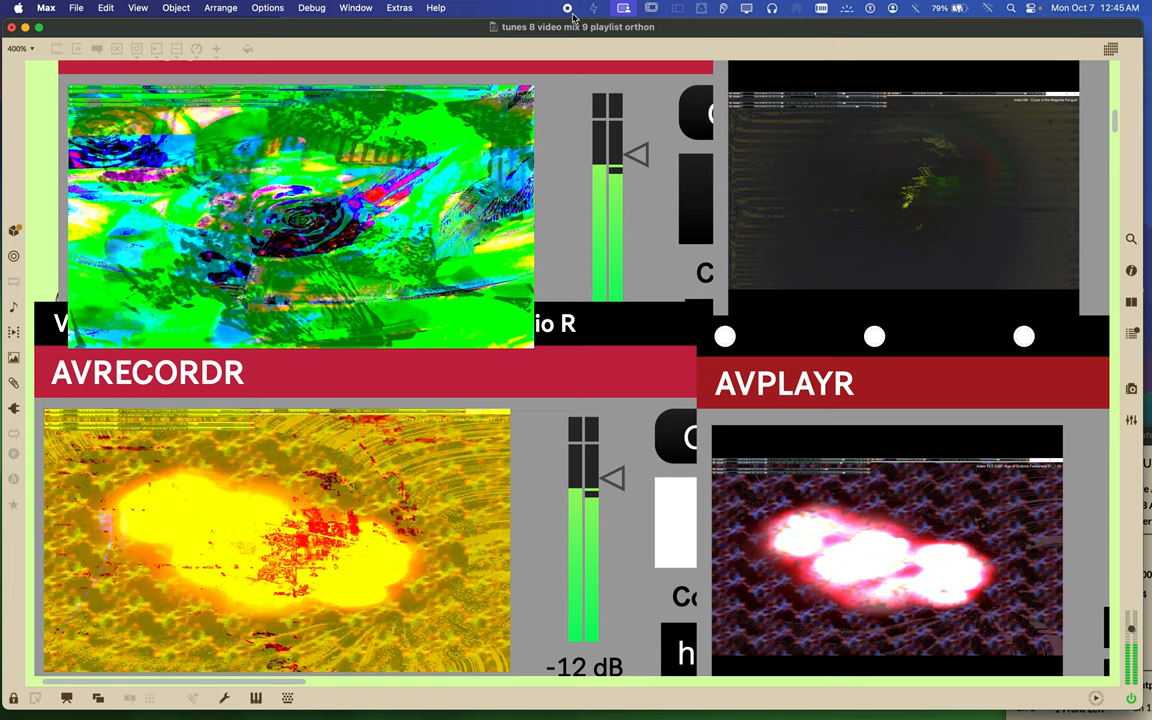 Max File Edit View Object Arrange Options Debug Window Extras Help 79% Mon Oct 7 12:45 AM
tunes 8 video mix 9 playlist orthon
400%
C
V
io R
AVRECORDR
AVPLAYR
C
Co
-12 dB
h